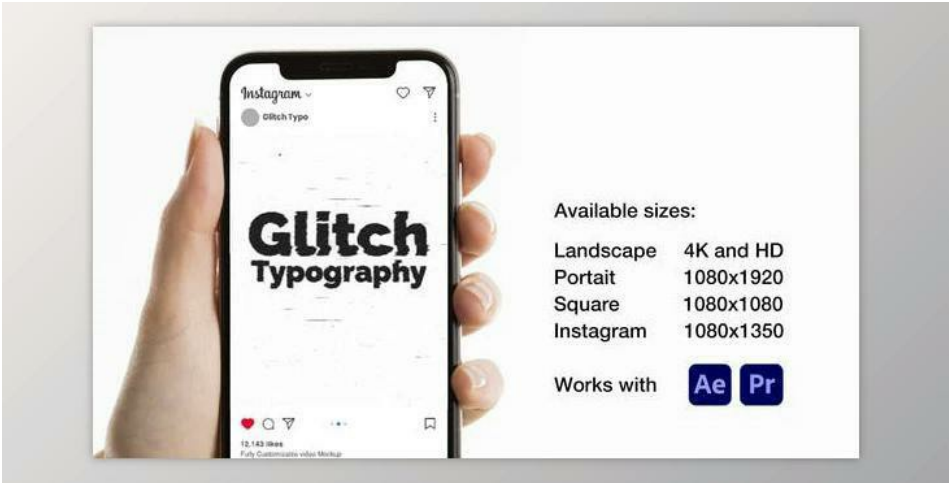 Instagram
Glitch Typo
Glitch
Typography
12,143 likes
Fully Customizable video Mockup
Available sizes:
Landscape 4K and HD
Portait 1080x1920
Square 1080x1080
Instagram 1080x1350
Works with Ae Pr